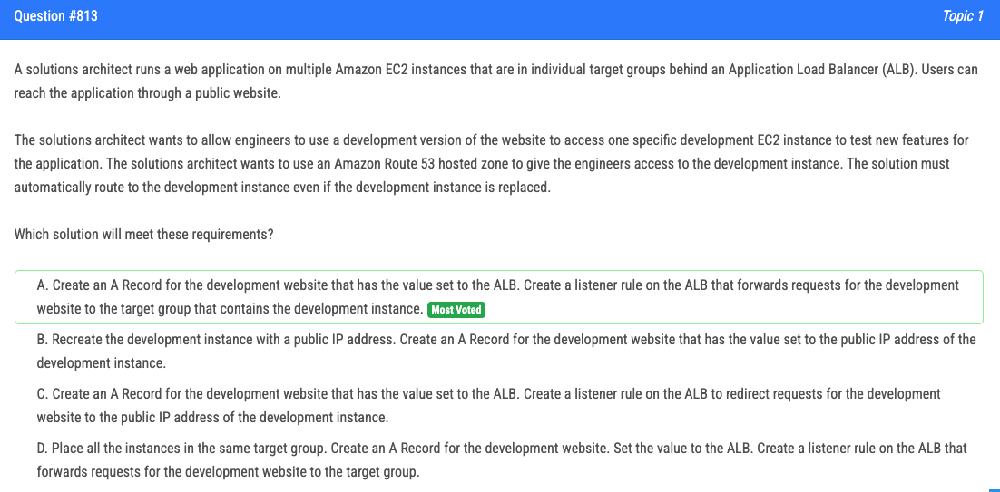 Question #813
Topic 1
A solutions architect runs a web application on multiple Amazon EC2 instances that are in individual target groups behind an Application Load Balancer (ALB). Users can
reach the application through a public website.
The solutions architect wants to allow engineers to use a development version of the website to access one specific development EC2 instance to test new features for
the application. The solutions architect wants to use an Amazon Route 53 hosted zone to give the engineers access to the development instance. The solution must
automatically route to the development instance even if the development instance is replaced.
Which solution will meet these requirements?
A. Create an A Record for the development website that has the value set to the ALB. Create a listener rule on the ALB that forwards requests for the development
website to the target group that contains the development instance. Most Voted
B. Recreate the development instance with a public IP address. Create an A Record for the development website that has the value set to the public IP address of the
development instance.
C. Create an A Record for the development website that has the value set to the ALB. Create a listener rule on the ALB to redirect requests for the development
website to the public IP address of the development instance.
D. Place all the instances in the same target group. Create an A Record for the development website. Set the value to the ALB. Create a listener rule on the ALB that
forwards requests for the development website to the target group.